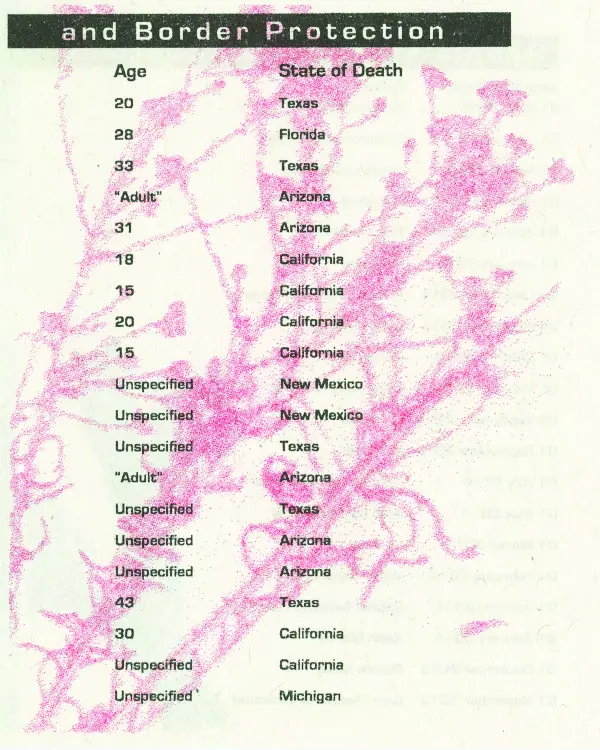 and Border Protection
Age State of Death
20 Texas
28 Florida
33 Texas
“Adult” Arizona
31 Arizona
18 California
15 California
20 California
15 California
Unspecified New Mexico
Unspecified New Mexico
Unspecified Texas
“Adult” Arizona
Unspecified Texas
Unspecified Arizona
Unspecified Arizona
43 Texas
30 California
Unspecified California
Unspecified Michigan